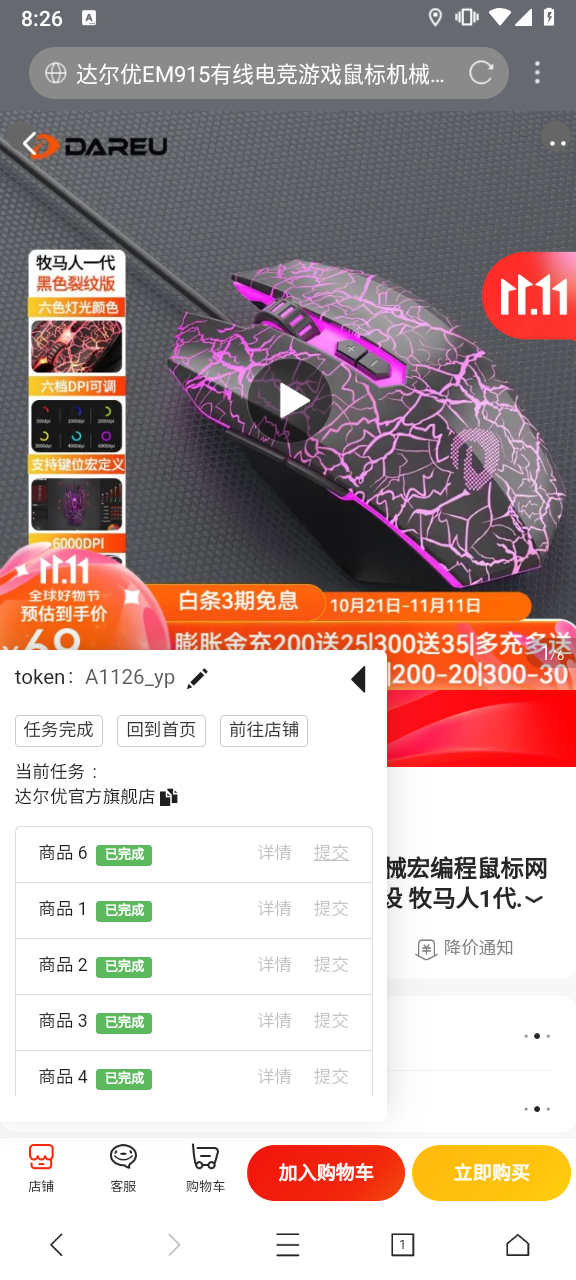 8:26
A
达尔优EM915有线电竞游戏鼠标机械…
DAREU
牧马人一代
黑色裂纹版
六色灯光颜色
11.11
六档DPI可调
支持键位宏定义
6000DPI
11.11
全球好物节
预估到手价
¥69
白条3期免息
10月21日-11月11日
膨胀金充200送25|300送35|多充多送
1/6
|200-20|300-30
token: A1126_yp
任务完成
回到首页
前往店铺
当前任务：
达尔优官方旗舰店
商品 6 已完成 详情 提交
商品 1 已完成 详情 提交
商品 2 已完成 详情 提交
商品 3 已完成 详情 提交
商品 4 已完成 详情 提交
械宏编程鼠标网
设 牧马人1代.
降价通知
店铺
客服
购物车
加入购物车
立即购买
1